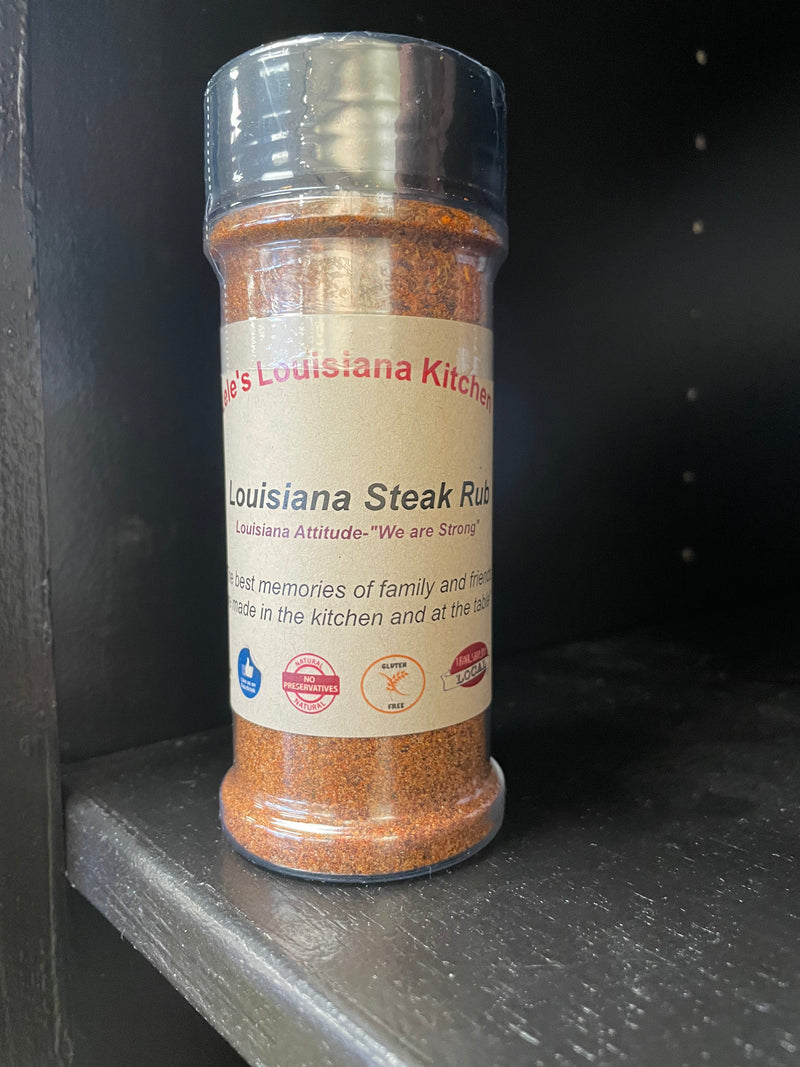 ele's Louisiana Kitchen
Louisiana Steak Rub
Louisiana Attitude-"We are Strong"
best memories of family and friends
made in the kitchen and at the table
NATURAL
NO
PRESERVATIVES
NATURAL
GLUTEN
FREE
LOCAL